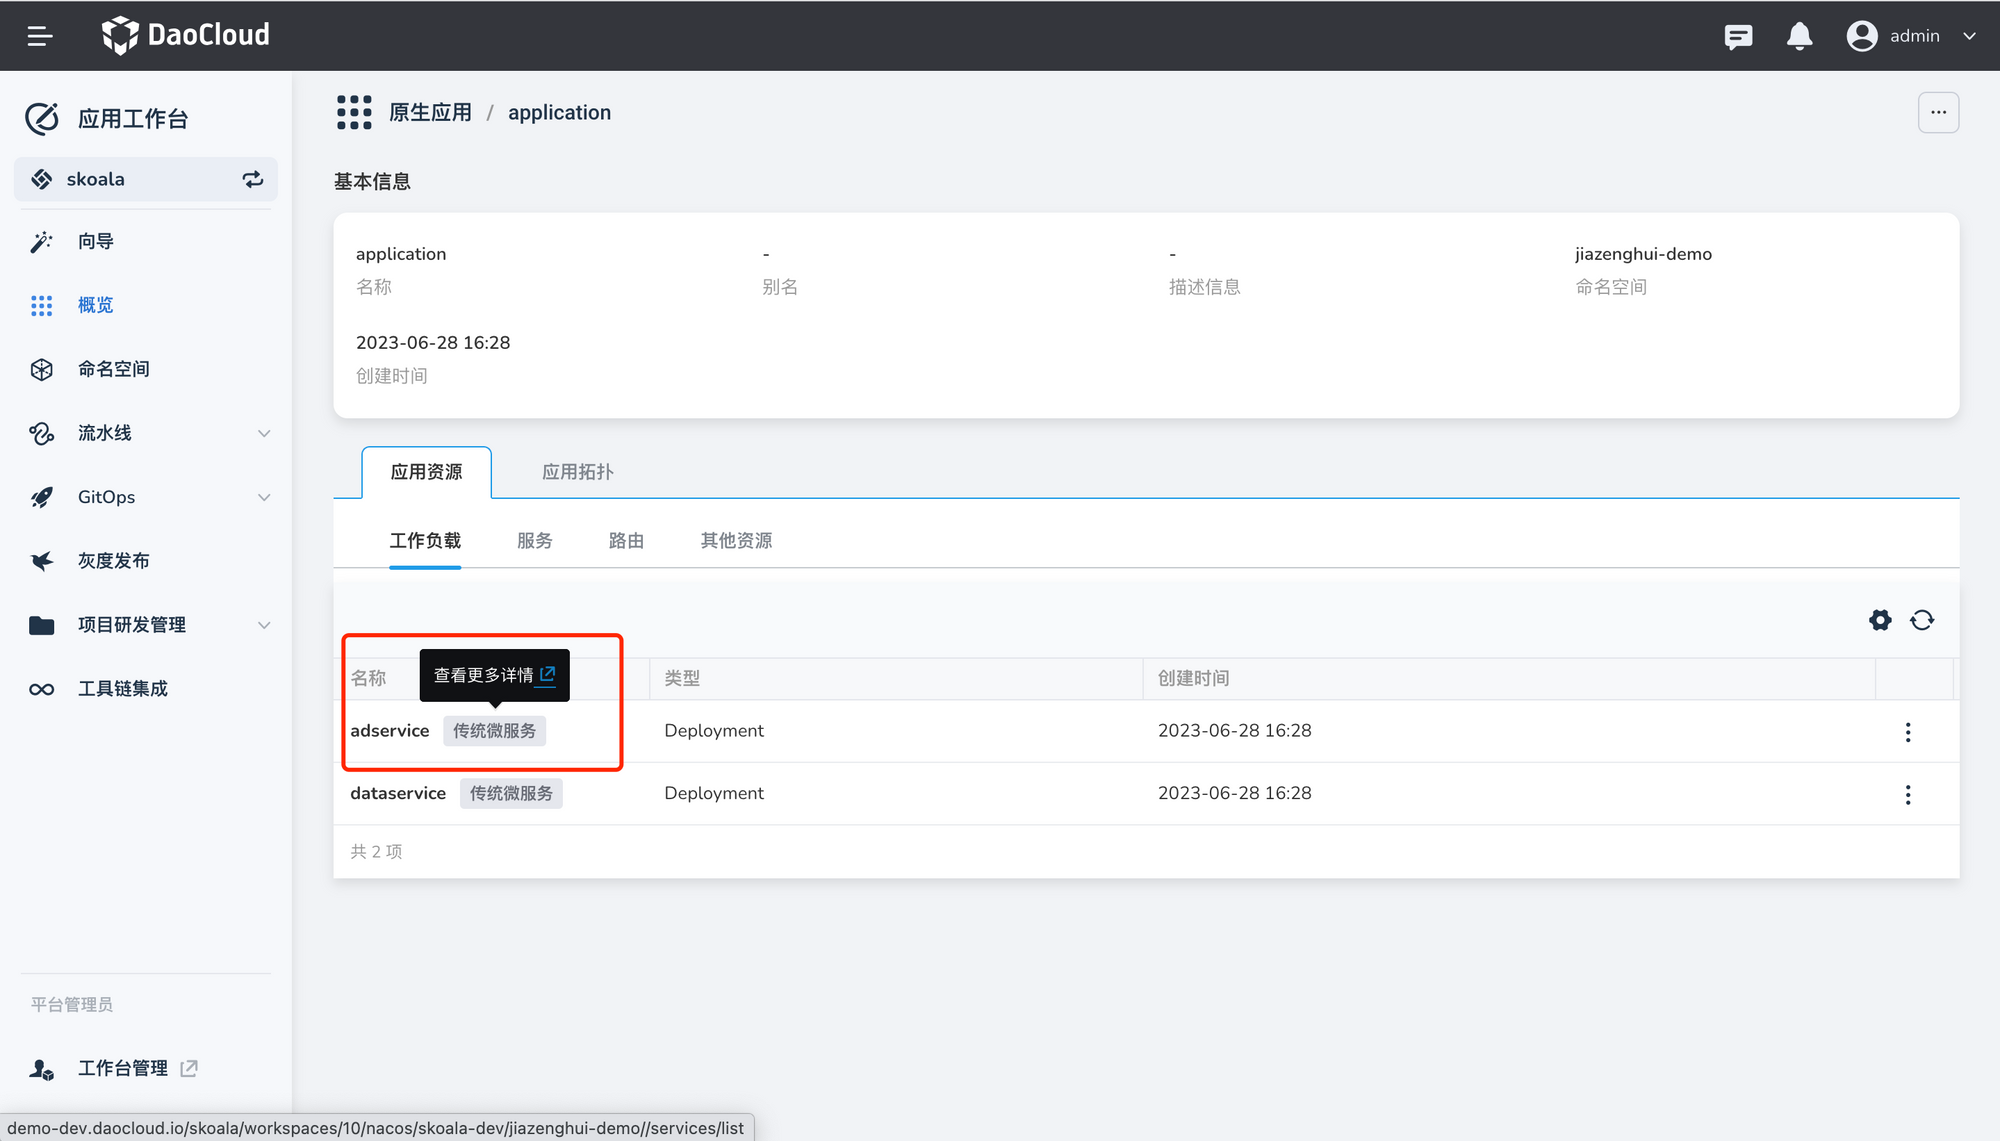 DaoCloud
admin
应用工作台
skoala
向导
概览
命名空间
流水线
GitOps
灰度发布
项目研发管理
工具链集成
平台管理员
工作台管理
原生应用 / application
基本信息
application - - jiazenghui-demo
名称 别名 描述信息 命名空间
2023-06-28 16:28
创建时间
应用资源 应用拓扑
工作负载 服务 路由 其他资源
查看更多详情
名称 类型 创建时间
adservice 传统微服务 Deployment 2023-06-28 16:28
dataservice 传统微服务 Deployment 2023-06-28 16:28
共 2 项
demo-dev.daocloud.io/skoala/workspaces/10/nacos/skoala-dev/jiazenghui-demo//services/list